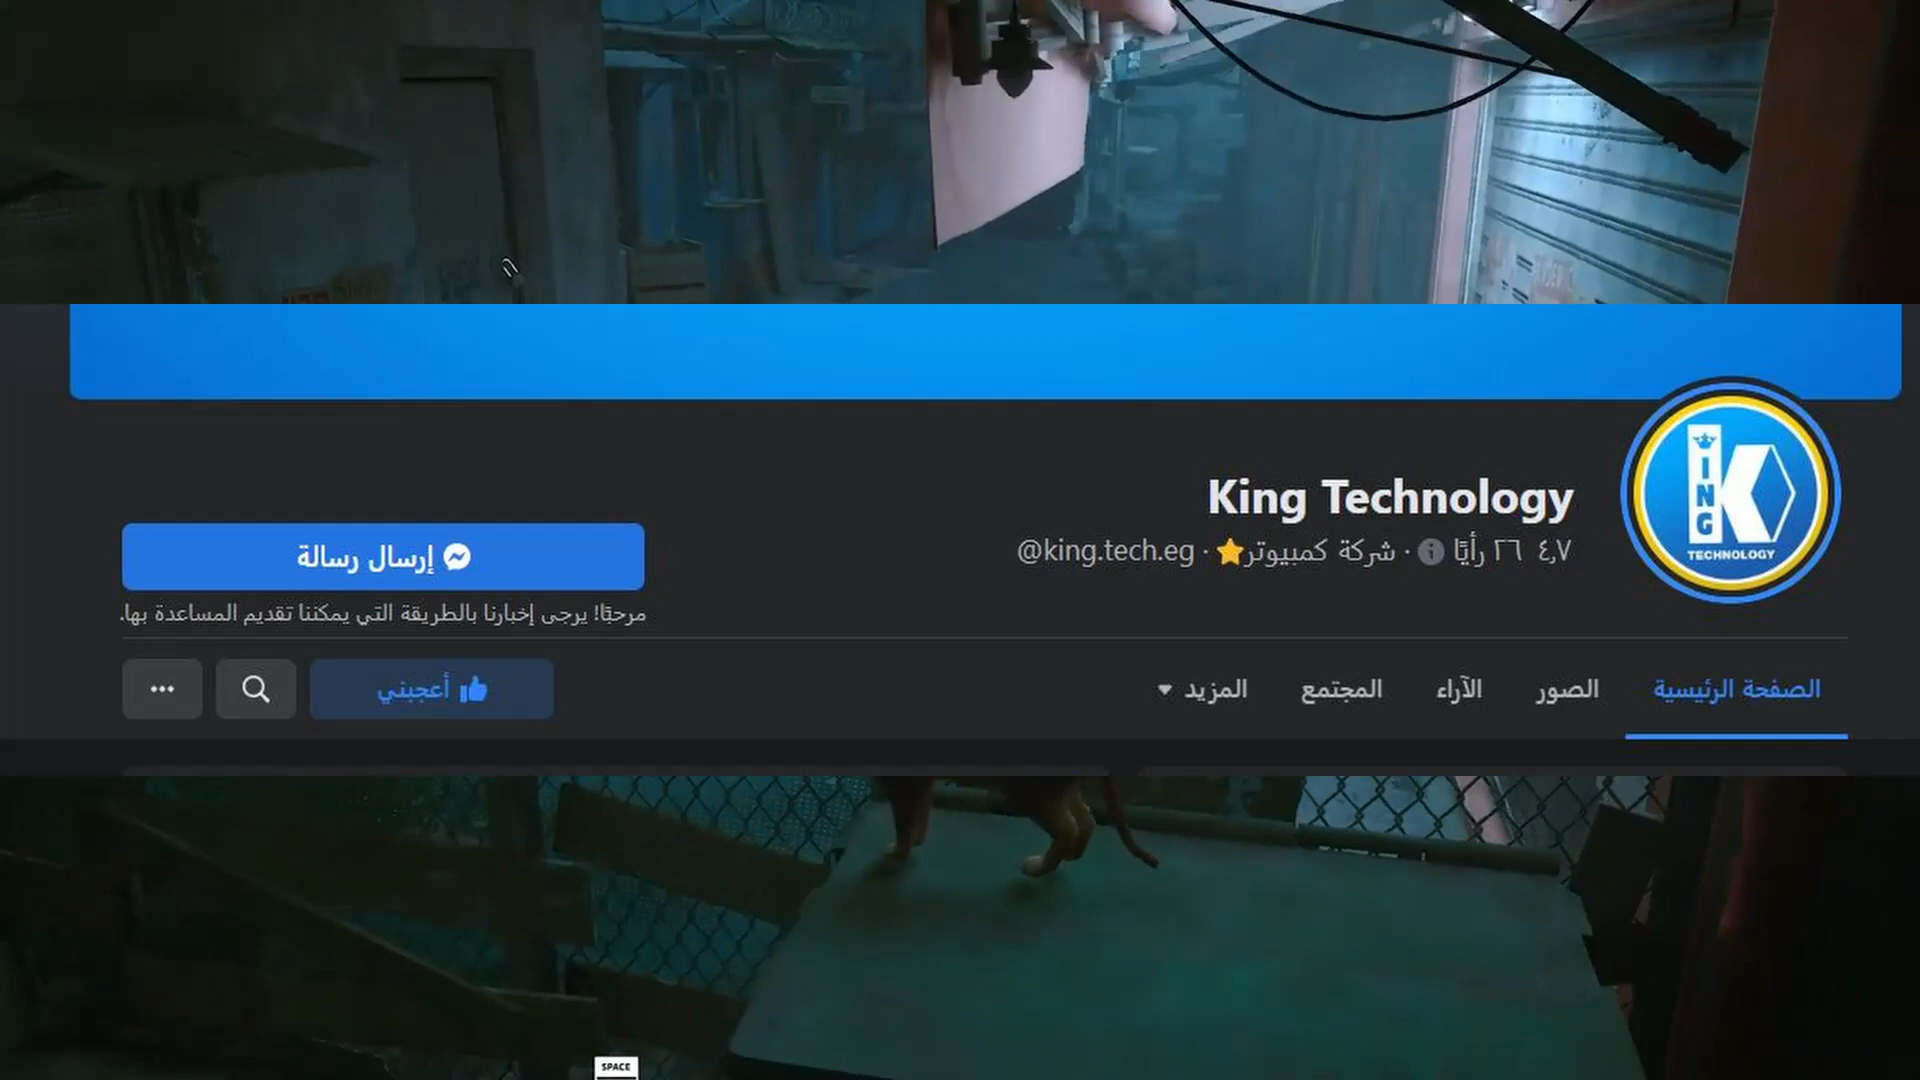 KING
TECHNOLOGY
King Technology
٤,٧ ٢٦ رأيًا · شركة كمبيوتر · @king.tech.eg
إرسال رسالة
مرحبًا! يرجى إخبارنا بالطريقة التي يمكننا تقديم المساعدة بها.
الصفحة الرئيسية
الصور
الآراء
المجتمع
المزيد
أعجبني
SPACE